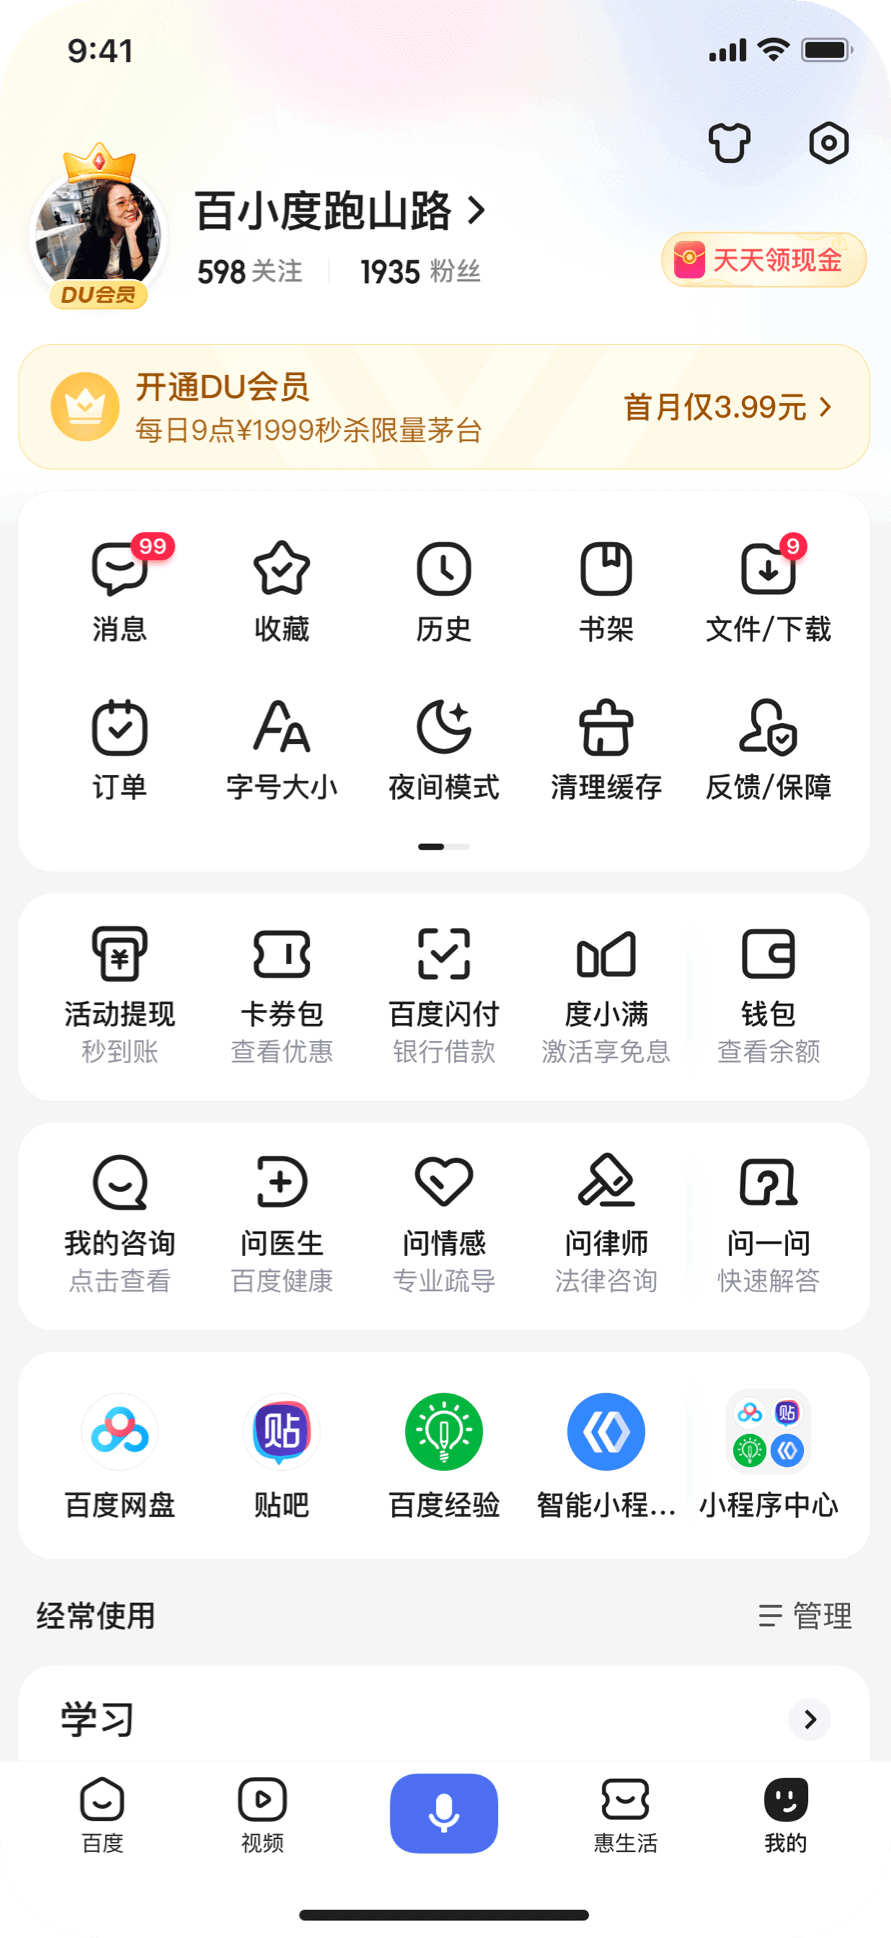 9:41
百小度跑山路
598关注 1935 粉丝
DU会员
天天领现金
开通DU会员
每日9点¥1999秒杀限量茅台
首月仅3.99元
99
9
消息 收藏 历史 书架 文件/下载
订单 字号大小 夜间模式 清理缓存 反馈/保障
活动提现 卡券包 百度闪付 度小满 钱包
秒到账 查看优惠 银行借款 激活享免息 查看余额
我的咨询 问医生 问情感 问律师 问一问
点击查看 百度健康 专业疏导 法律咨询 快速解答
贴 贴
百度网盘 贴吧 百度经验 智能小程... 小程序中心
经常使用 管理
学习
百度 视频 惠生活 我的